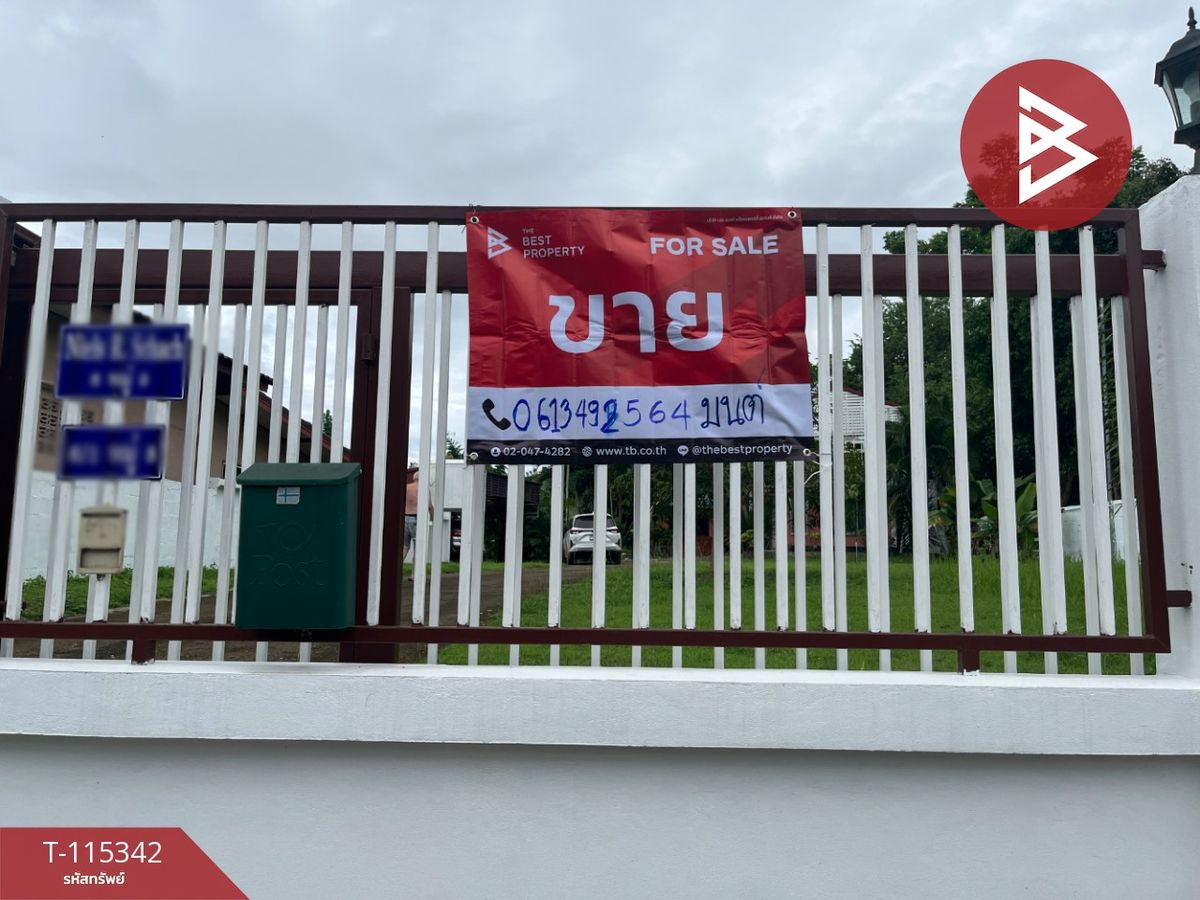 THE
BEST
PROPERTY
FOR SALE
ขาย
0613492564 มนต์
02-047-4282 www.tb.co.th @thebestproperty
TO
POST
T-115342
รหัสทรัพย์